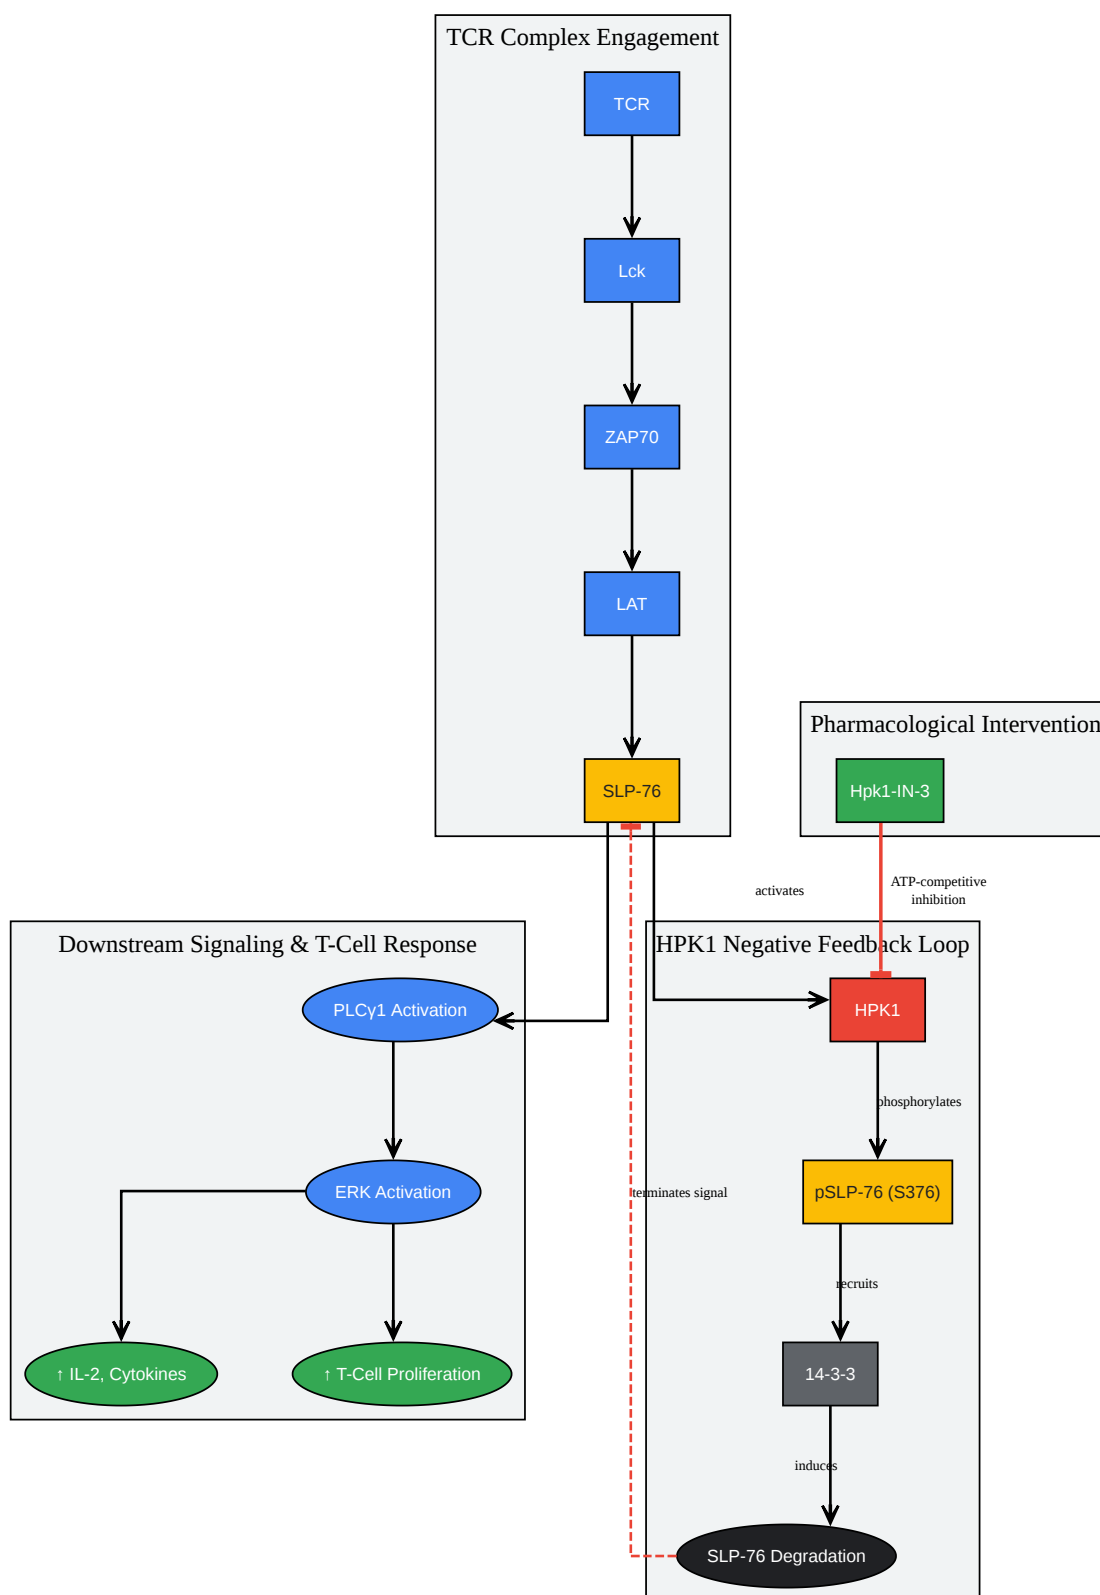 TCR Complex Engagement
TCR
Lck
ZAP70
LAT
SLP-76
Pharmacological Intervention
Hpk1-IN-3
activates
ATP-competitive
inhibition
Downstream Signaling & T-Cell Response
PLCγ1 Activation
ERK Activation
↑ IL-2, Cytokines
↑ T-Cell Proliferation
HPK1 Negative Feedback Loop
HPK1
phosphorylates
pSLP-76 (S376)
terminates signal
recruits
14-3-3
induces
SLP-76 Degradation